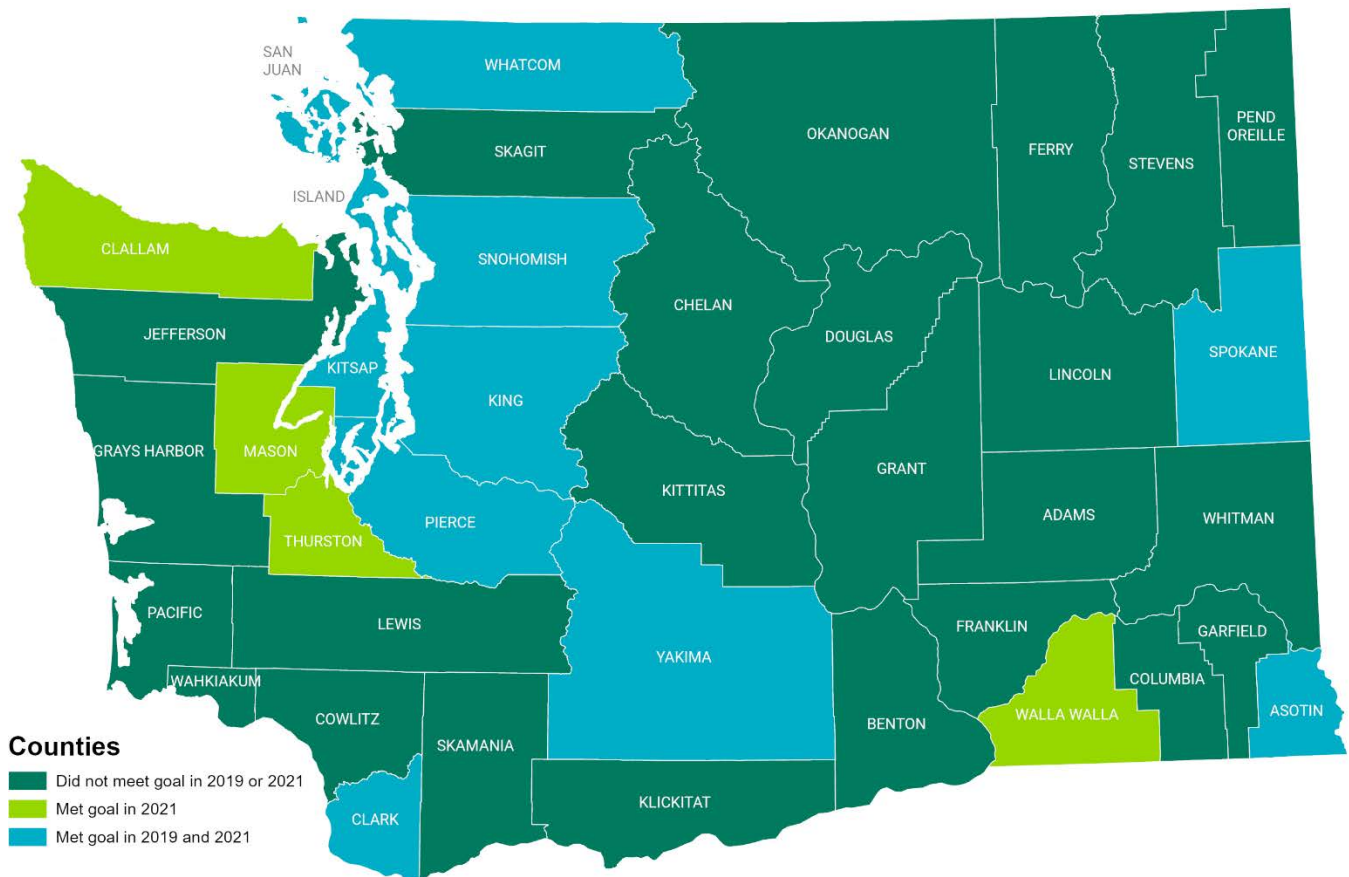 SAN
JUAN
WHATCOM
SKAGIT
OKANOGAN
FERRY
STEVENS
PEND
OREILLE
ISLAND
CLALLAM
SNOHOMISH
CHELAN
DOUGLAS
JEFFERSON
KITSAP
KING
LINCOLN
SPOKANE
GRAYS HARBOR
MASON
KITTITAS
GRANT
ADAMS
WHITMAN
THURSTON
PIERCE
PACIFIC
LEWIS
YAKIMA
FRANKLIN
GARFIELD
WAHKIAKUM
COWLITZ
SKAMANIA
BENTON
WALLA WALLA
COLUMBIA
ASOTIN
CLARK
KLICKITAT
Counties
Did not meet goal in 2019 or 2021
Met goal in 2021
Met goal in 2019 and 2021